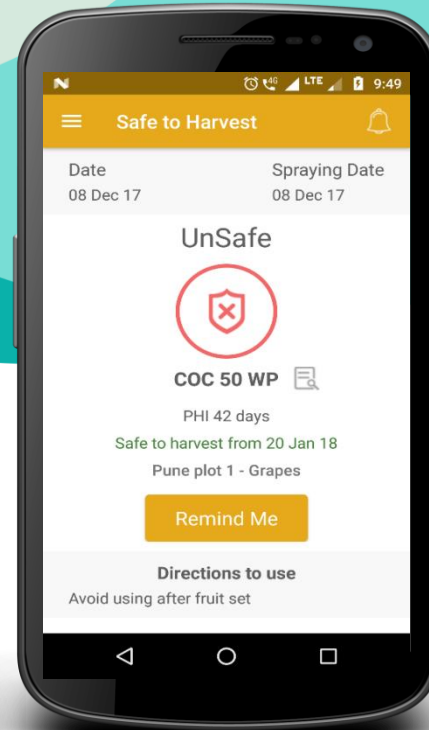 N 4G LTE 9:49
Safe to Harvest
Date Spraying Date
08 Dec 17 08 Dec 17
UnSafe
COC 50 WP
PHI 42 days
Safe to harvest from 20 Jan 18
Pune plot 1 - Grapes
Remind Me
Directions to use
Avoid using after fruit set